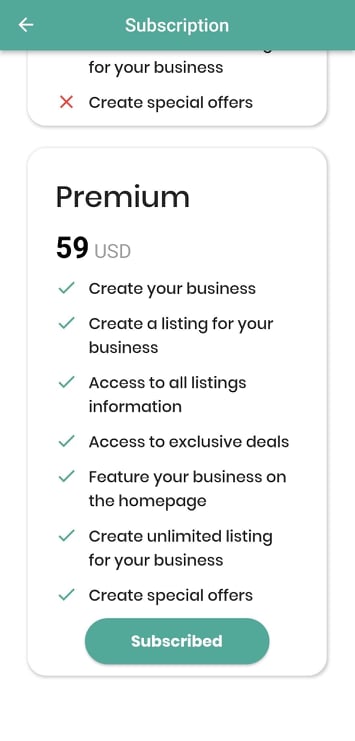 Subscription
for your business
Create special offers
Premium
59 USD
Create your business
Create a listing for your
business
Access to all listings
information
Access to exclusive deals
Feature your business on
the homepage
Create unlimited listing
for your business
Create special offers
Subscribed